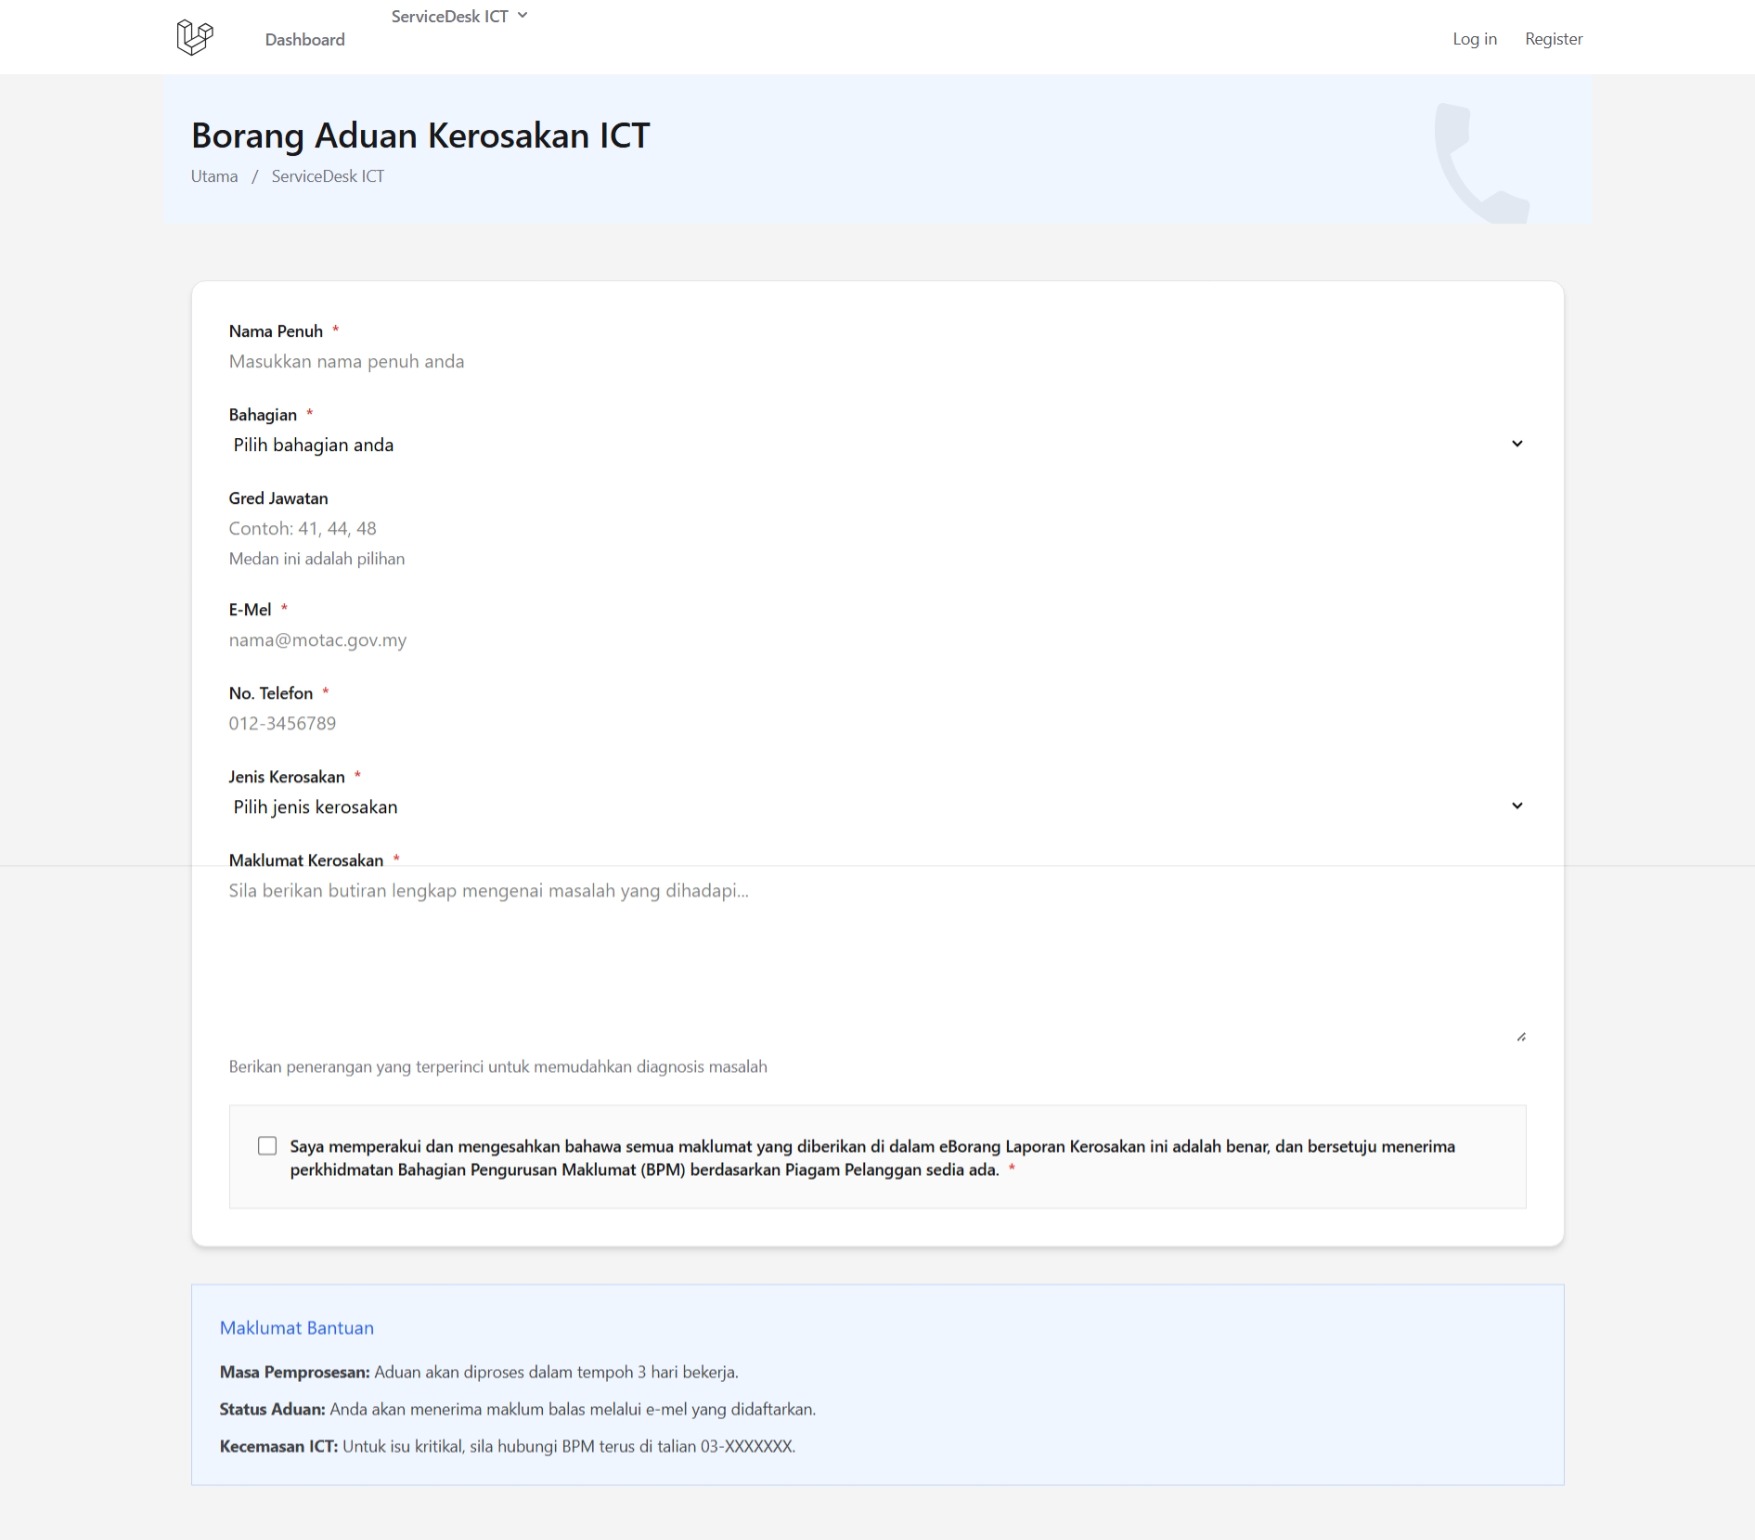 ServiceDesk ICT
Dashboard
Log in
Register
Borang Aduan Kerosakan ICT
Utama / ServiceDesk ICT
Nama Penuh *
Masukkan nama penuh anda
Bahagian *
Pilih bahagian anda
Gred Jawatan
Contoh: 41, 44, 48
Medan ini adalah pilihan
E-Mel *
nama@motac.gov.my
No. Telefon *
012-3456789
Jenis Kerosakan *
Pilih jenis kerosakan
Maklumat Kerosakan *
Sila berikan butiran lengkap mengenai masalah yang dihadapi...
Berikan penerangan yang terperinci untuk memudahkan diagnosis masalah
Saya memperakui dan mengesahkan bahawa semua maklumat yang diberikan di dalam eBorang Laporan Kerosakan ini adalah benar, dan bersetuju menerima
perkhidmatan Bahagian Pengurusan Maklumat (BPM) berdasarkan Piagam Pelanggan sedia ada. *
Maklumat Bantuan
Masa Pemprosesan: Aduan akan diproses dalam tempoh 3 hari bekerja.
Status Aduan: Anda akan menerima maklum balas melalui e-mel yang didaftarkan.
Kecemasan ICT: Untuk isu kritikal, sila hubungi BPM terus di talian 03-XXXXXXX.